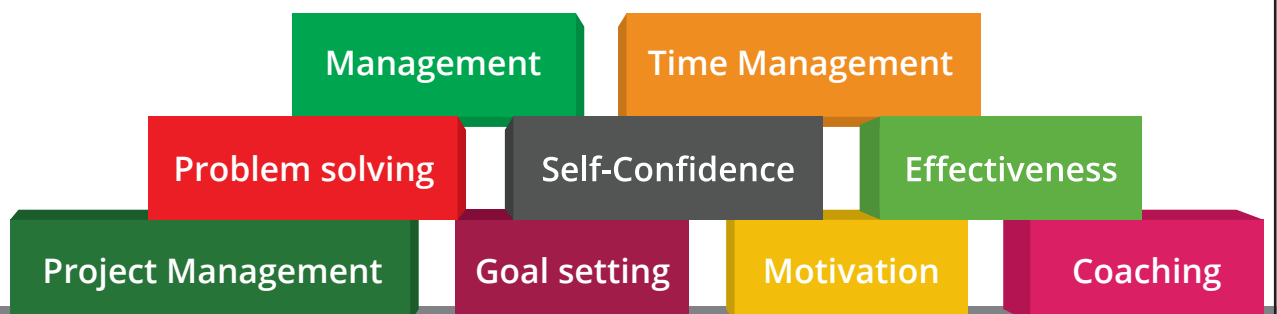 Management
Time Management
Problem solving
Self-Confidence
Effectiveness
Project Management
Goal setting
Motivation
Coaching